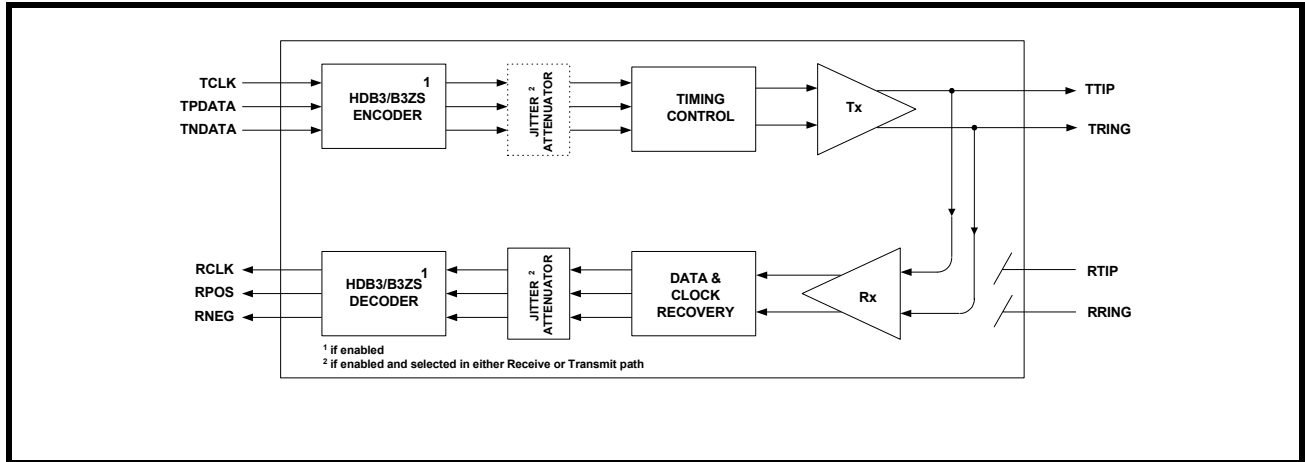 TCLK
TPDATA
TNDATA
HDB3/B3ZS 1
ENCODER
JITTER 2
ATTENUATOR
TIMING
CONTROL
Tx
TTIP
TRING
RCLK
RPOS
RNEG
HDB3/B3ZS 1
DECODER
JITTER 2
ATTENUATOR
DATA &
CLOCK
RECOVERY
Rx
RTIP
RRING
1 if enabled
2 if enabled and selected in either Receive or Transmit path